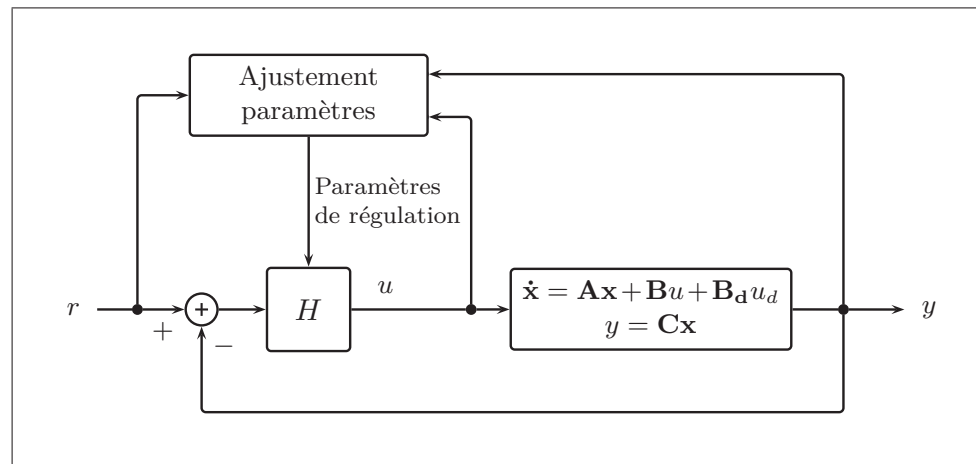 Ajustement
paramètres
Paramètres
de régulation
r
+
+
−
H
u
ẋ = Ax + Bu + B_d u_d
y = Cx
y